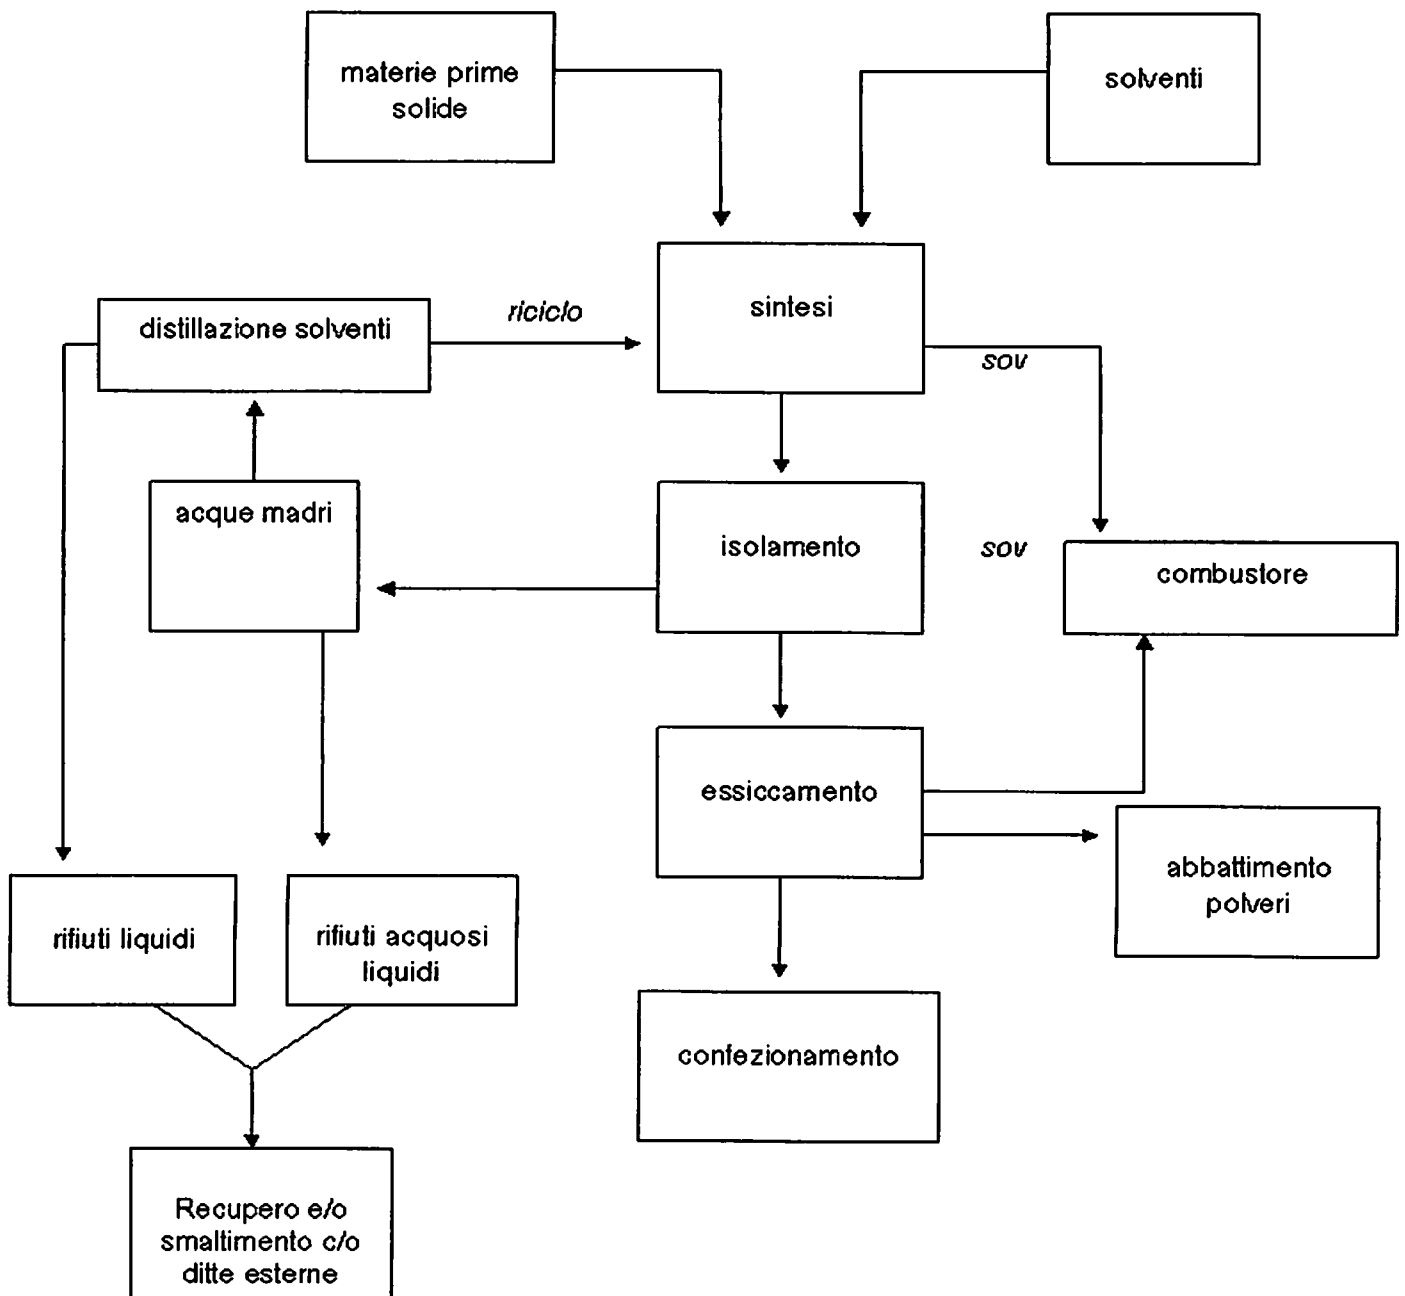 materie prime
solide
solventi
sintesi
distillazione solventi
riciclo
sov
acque madri
isolamento
sov
combustore
essiccamento
abbattimento
polveri
rifiuti liquidi
rifiuti acquosi
liquidi
confezionamento
Recupero e/o
smaltimento c/o
ditte esterne